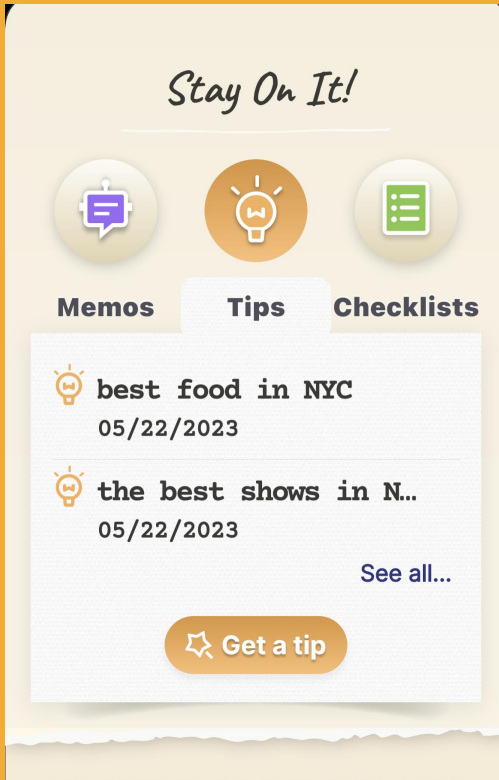 Stay On It!
Memos Tips Checklists
best food in NYC
05/22/2023
the best shows in N...
05/22/2023
See all...
Get a tip